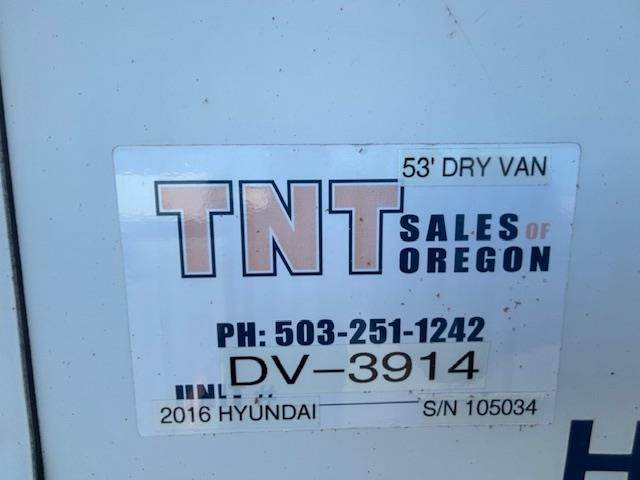 53' DRY VAN
TNT
SALES OF
OREGON
PH: 503-251-1242
DV-3914
2016 HYUNDAI S/N 105034
H